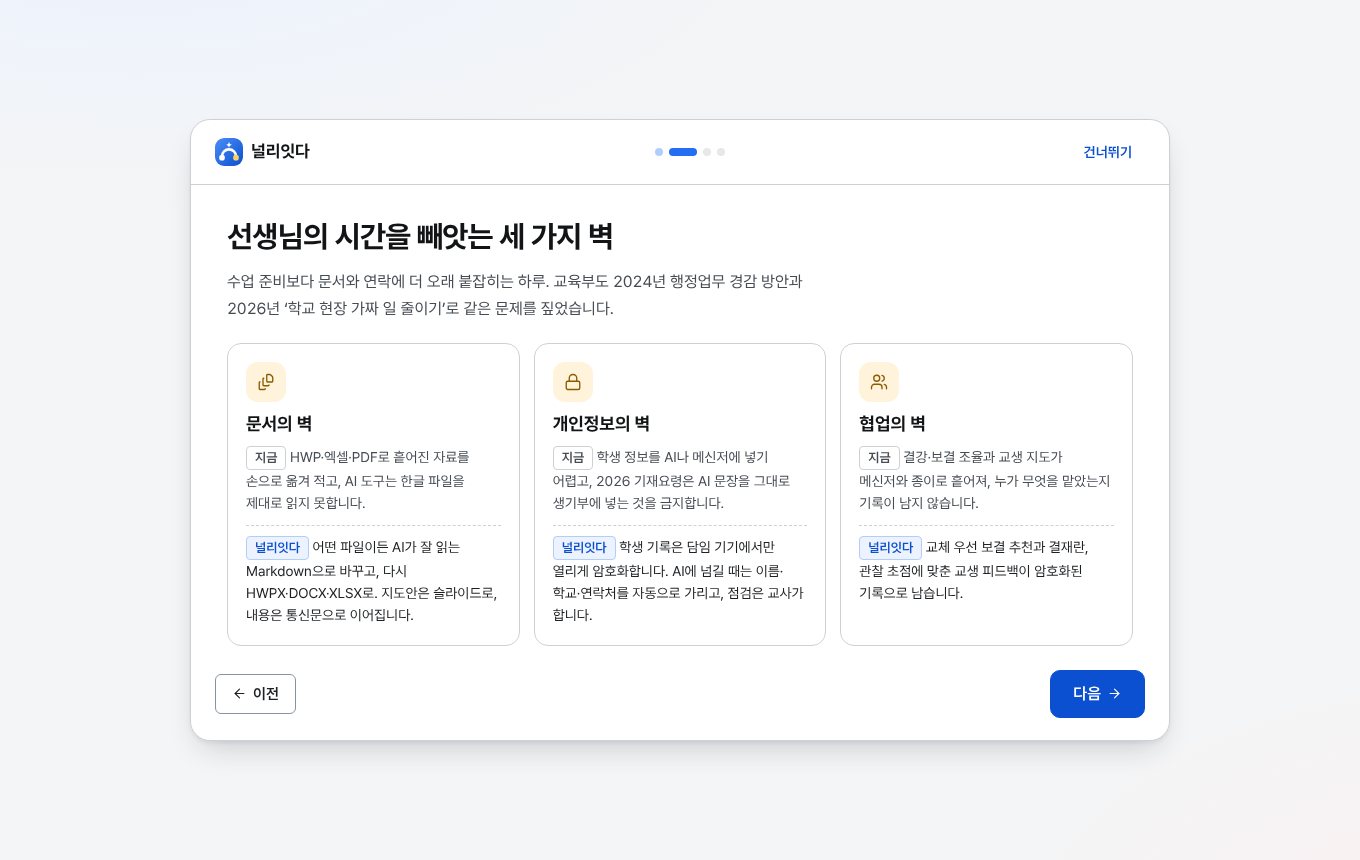 널리잇다
건너뛰기
선생님의 시간을 빼앗는 세 가지 벽
수업 준비보다 문서와 연락에 더 오래 붙잡히는 하루. 교육부도 2024년 행정업무 경감 방안과
2026년 ‘학교 현장 가짜 일 줄이기’로 같은 문제를 짚었습니다.
문서의 벽
지금 HWP·엑셀·PDF로 흩어진 자료를
손으로 옮겨 적고, AI 도구는 한글 파일을
제대로 읽지 못합니다.
널리잇다 어떤 파일이든 AI가 잘 읽는
Markdown으로 바꾸고, 다시
HWPX·DOCX·XLSX로. 지도안은 슬라이드로,
내용은 통신문으로 이어집니다.
개인정보의 벽
지금 학생 정보를 AI나 메신저에 넣기
어렵고, 2026 기재요령은 AI 문장을 그대로
생기부에 넣는 것을 금지합니다.
널리잇다 학생 기록은 담임 기기에서만
열리게 암호화합니다. AI에 넘길 때는 이름·
학교·연락처를 자동으로 가리고, 점검은 교사가
합니다.
협업의 벽
지금 결강·보결 조율과 교생 지도가
메신저와 종이로 흩어져, 누가 무엇을 맡았는지
기록이 남지 않습니다.
널리잇다 교체 우선 보결 추천과 결재란,
관찰 초점에 맞춘 교생 피드백이 암호화된
기록으로 남습니다.
← 이전
다음 →